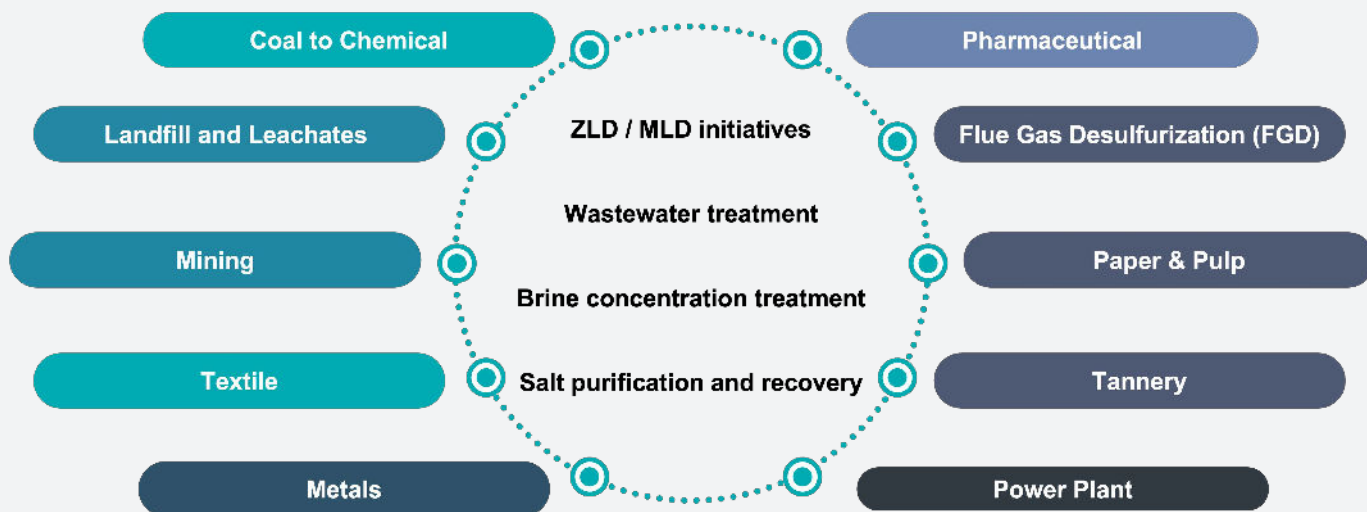 Coal to Chemical
Pharmaceutical
ZLD / MLD initiatives
Landfill and Leachates
Flue Gas Desulfurization (FGD)
Wastewater treatment
Mining
Paper & Pulp
Brine concentration treatment
Textile
Salt purification and recovery
Tannery
Metals
Power Plant